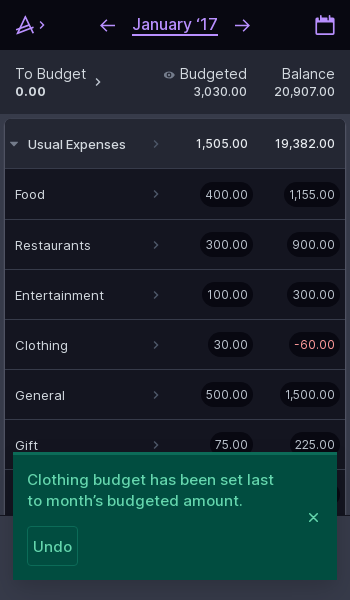 January ‘17
To Budget
0.00
Budgeted
3,030.00
Balance
20,907.00
Usual Expenses 1,505.00 19,382.00
Food 400.00 1,155.00
Restaurants 300.00 900.00
Entertainment 100.00 300.00
Clothing 30.00 -60.00
General 500.00 1,500.00
Gift 75.00 225.00
Clothing budget has been set last
to month’s budgeted amount.
Undo